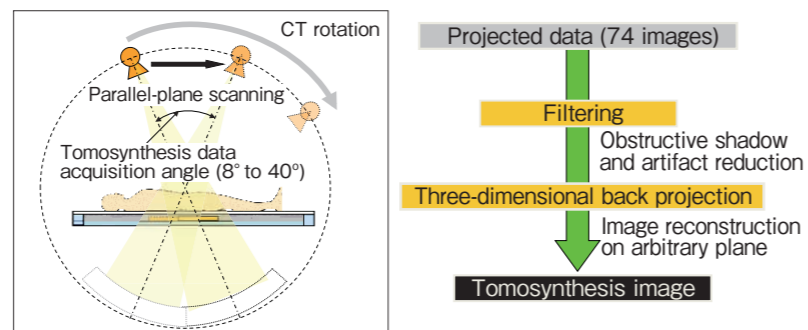 CT rotation
Parallel-plane scanning
Tomosynthesis data
acquisition angle (8° to 40°)
Projected data (74 images)
Filtering
Obstructive shadow
and artifact reduction
Three-dimensional back projection
Image reconstruction
on arbitrary plane
Tomosynthesis image